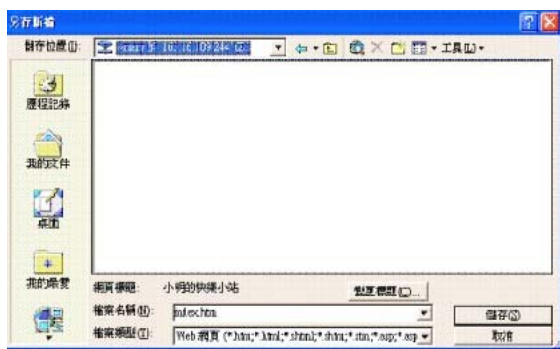 另存新檔
儲存位置(I):
工具(L)
歷程記錄
我的文件
桌面
我的最愛
網頁標題: 小明的快樂小站
變更標題(C)...
檔案名稱(N): index.htm
儲存(S)
檔案類型(T): Web 網頁 (*.htm;*.html;*.shtml;*.shtm;*.stm;*.asp;*.asp
取消